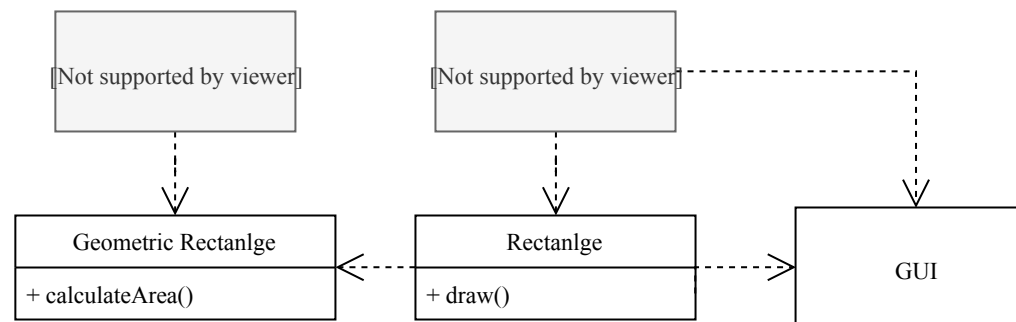 [Not supported by viewer]
[Not supported by viewer]
Geometric Rectanlge
+ calculateArea()
Rectanlge
+ draw()
GUI